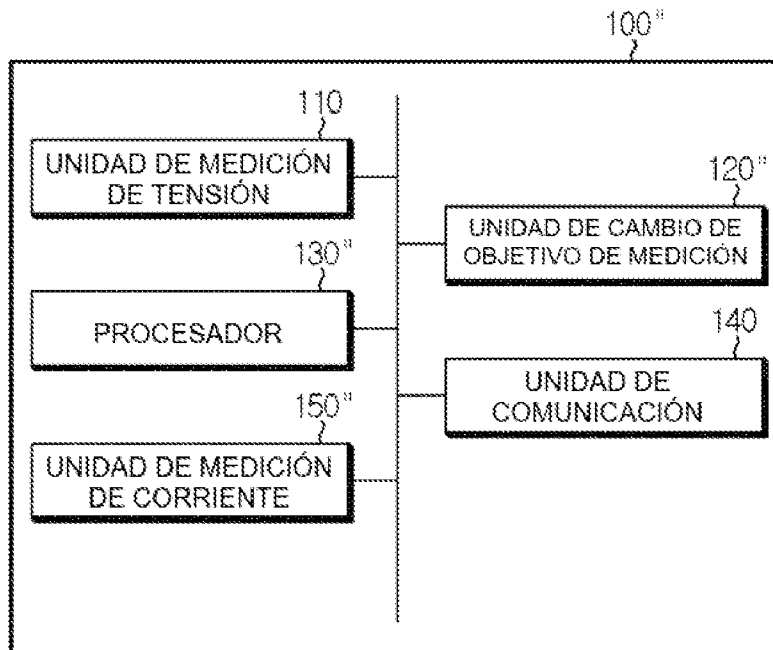 100"
110
UNIDAD DE MEDICIÓN
DE TENSIÓN
120"
UNIDAD DE CAMBIO DE
OBJETIVO DE MEDICIÓN
130"
PROCESADOR
140
UNIDAD DE
COMUNICACIÓN
150"
UNIDAD DE MEDICIÓN
DE CORRIENTE